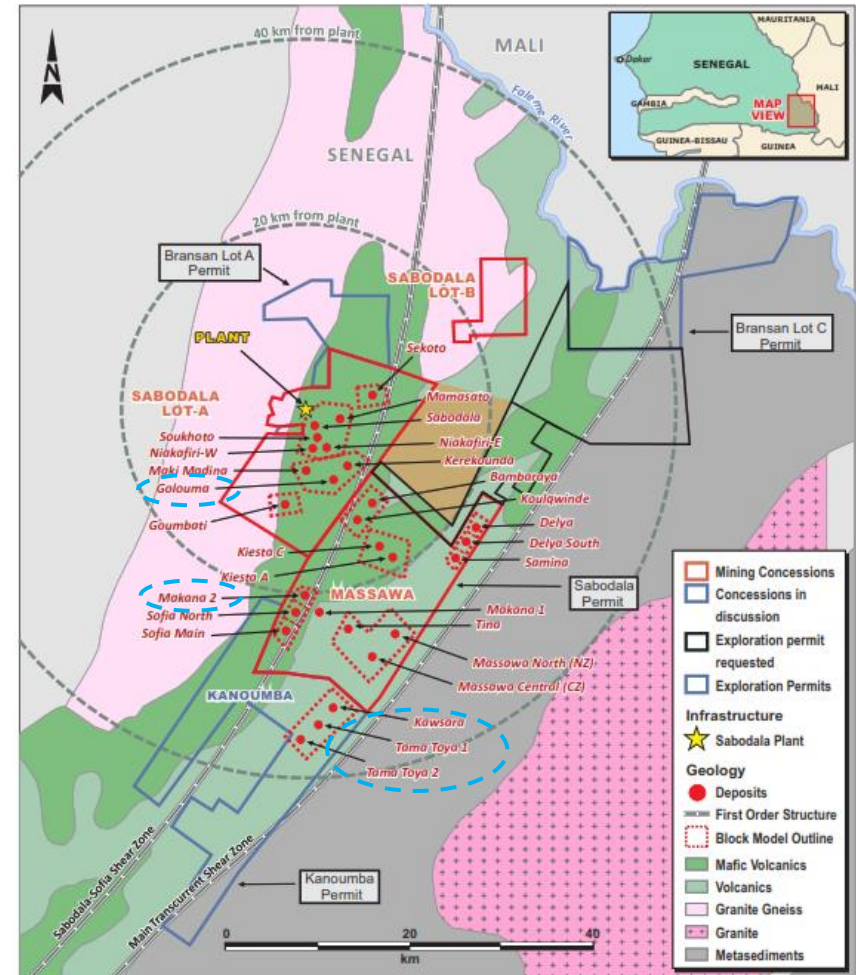 40 km from plant
MALI
Faleme River
N
SENEGAL
20 km from plant
MAURITANIA
Dakar
SENEGAL
MALI
GAMBIA
MAP
VIEW
GUINEA-BISSAU
GUINEA
Bransan Lot A
Permit
SABODALA
LOT-B
PLANT
Bransan Lot C
Permit
Sekoto
SABODALA
LOT-A
Mamasato
Sabodala
Soukhoto
Niakafiri-E
Niakafiri-W
Kerekounda
Maki Madina
Bambaraya
Golouma
Koulqwinde
Goumbati
Delya
Delya South
Kiesta C
Samina
Kiesta A
MASSAWA
Sabodala
Permit
Makana 2
Makana 1
Sofia North
Tina
Sofia Main
Massawa North (NZ)
Massawa Central (CZ)
KANOUMBA
Kawsara
Tama Toya 1
Tama Toya 2
Sabodala-Sofia Shear Zone
Main Transcurrent Shear Zone
Kanoumba
Permit
0
20
40
km
Mining Concessions
Concessions in
discussion
Exploration permit
requested
Exploration Permits
Infrastructure
Sabodala Plant
Geology
Deposits
First Order Structure
Block Model Outline
Mafic Volcanics
Volcanics
Granite Gneiss
Granite
Metasediments